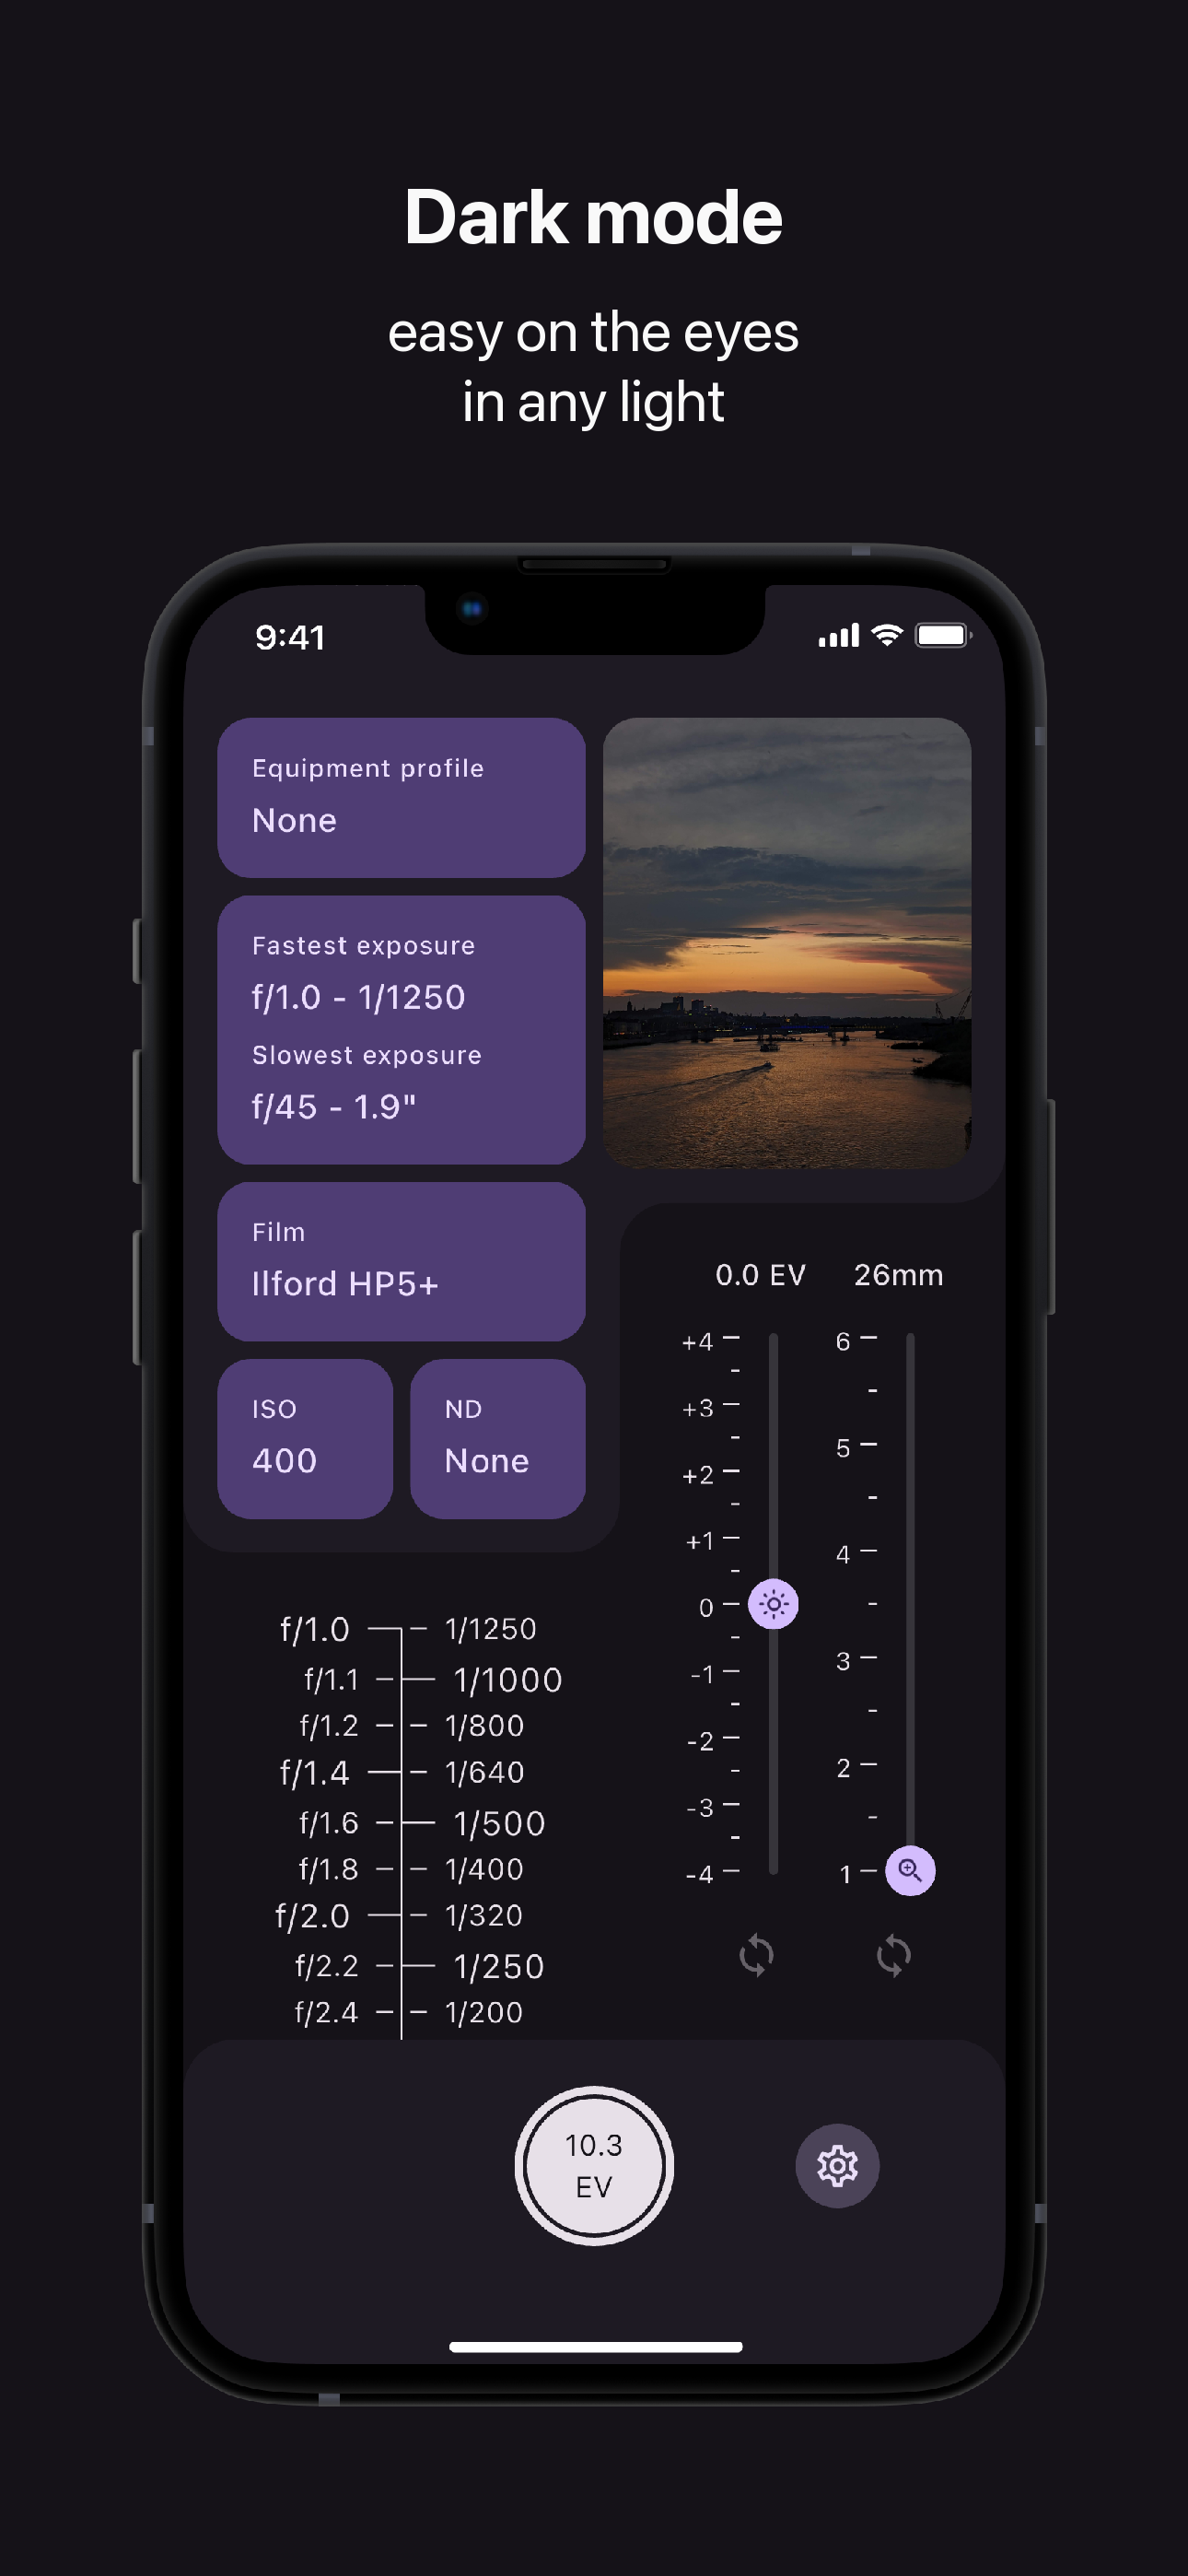 Dark mode
easy on the eyes
in any light
9:41
Equipment profile
None
Fastest exposure
f/1.0 - 1/1250
Slowest exposure
f/45 - 1.9"
Film
Ilford HP5+
ISO
400
ND
None
0.0 EV
26mm
+4
+3
+2
+1
0
-1
-2
-3
-4
6
5
4
3
2
1
f/1.0 1/1250
f/1.1 1/1000
f/1.2 1/800
f/1.4 1/640
f/1.6 1/500
f/1.8 1/400
f/2.0 1/320
f/2.2 1/250
f/2.4 1/200
10.3
EV